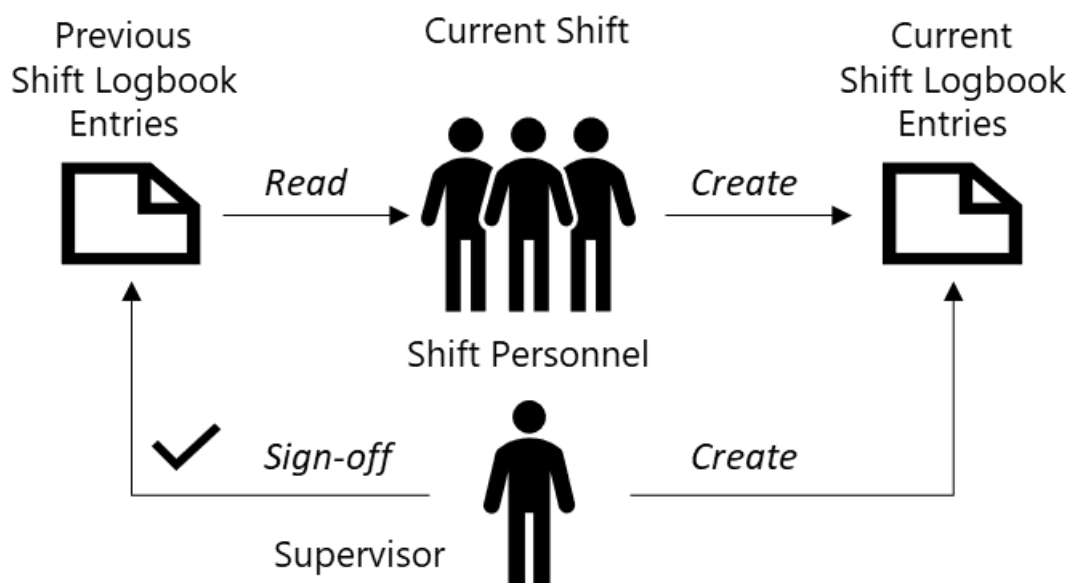 Previous
Shift Logbook
Entries
Current Shift
Current
Shift Logbook
Entries
Read
Create
Shift Personnel
Sign-off
Create
Supervisor